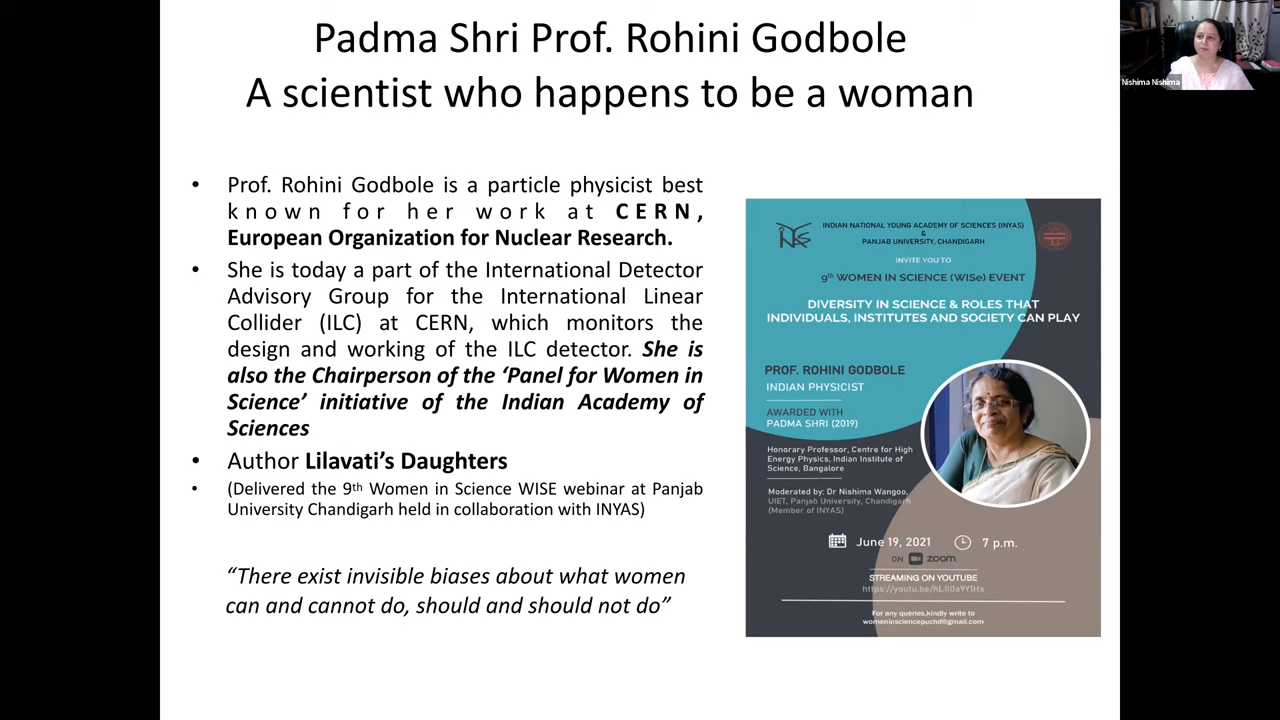 Padma Shri Prof. Rohini Godbole
A scientist who happens to be a woman
Nishima Nishima
• Prof. Rohini Godbole is a particle physicist best
known for her work at CERN,
European Organization for Nuclear Research.
• She is today a part of the International Detector
Advisory Group for the International Linear
Collider (ILC) at CERN, which monitors the
design and working of the ILC detector. She is
also the Chairperson of the ‘Panel for Women in
Science’ initiative of the Indian Academy of
Sciences
• Author Lilavati’s Daughters
• (Delivered the 9th Women in Science WISE webinar at Panjab
University Chandigarh held in collaboration with INYAS)
“There exist invisible biases about what women
can and cannot do, should and should not do”
INDIAN NATIONAL YOUNG ACADEMY OF SCIENCES (INYAS)
&
PANJAB UNIVERSITY, CHANDIGARH
INVITE YOU TO
9th WOMEN IN SCIENCE (WISe) EVENT
DIVERSITY IN SCIENCE & ROLES THAT
INDIVIDUALS, INSTITUTES AND SOCIETY CAN PLAY
PROF. ROHINI GODBOLE
INDIAN PHYSICIST
AWARDED WITH
PADMA SHRI (2019)
Honorary Professor, Centre for High
Energy Physics, Indian Institute of
Science, Bangalore
Moderated by: Dr Nishima Wangoo,
UIET, Panjab University, Chandigarh
(Member of INYAS)
June 19, 2021 7 p.m.
ON zoom
STREAMING ON YOUTUBE
For any queries,kindly write to
womeninsciencepuchd@gmail.com